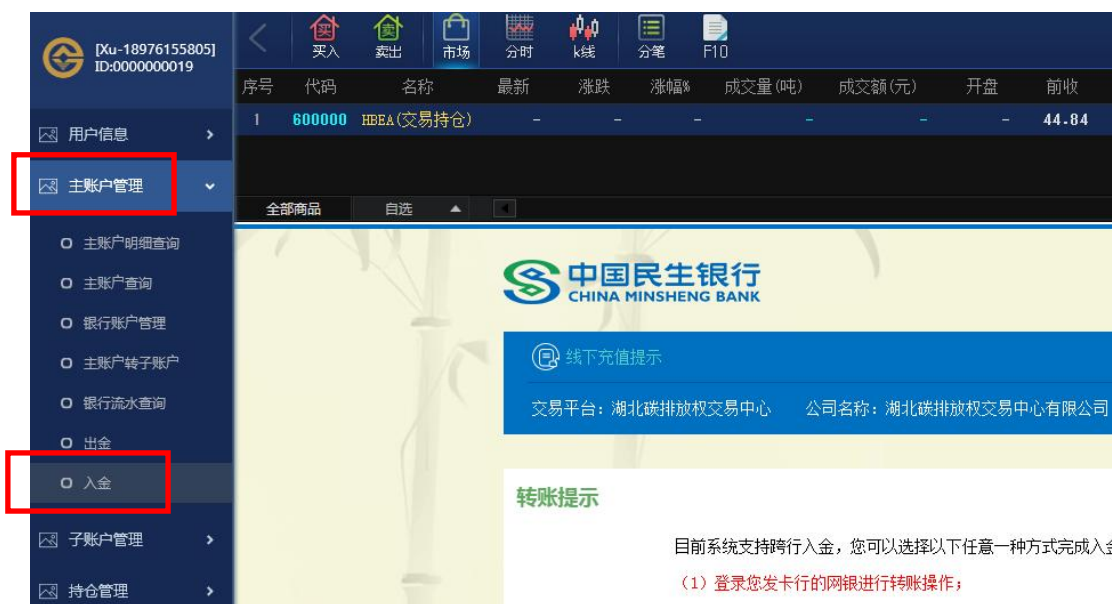 [Xu-18976155805]
ID:0000000019
买入 卖出 市场 分时 k线 分笔 F10
序号 代码 名称 最新 涨跌 涨幅% 成交量(吨) 成交额(元) 开盘 前收
1 600000 HBEA(交易持仓) - - - - - - 44.84
全部商品 自选
用户信息
主账户管理
主账户明细查询
主账户查询
银行账户管理
主账户转子账户
银行流水查询
出金
入金
子账户管理
持仓管理
中国民生银行
CHINA MINSHENG BANK
线下充值提示
交易平台：湖北碳排放权交易中心 公司名称：湖北碳排放权交易中心有限公司
转账提示
目前系统支持跨行入金，您可以选择以下任意一种方式完成入金
（1）登录您发卡行的网银进行转账操作；